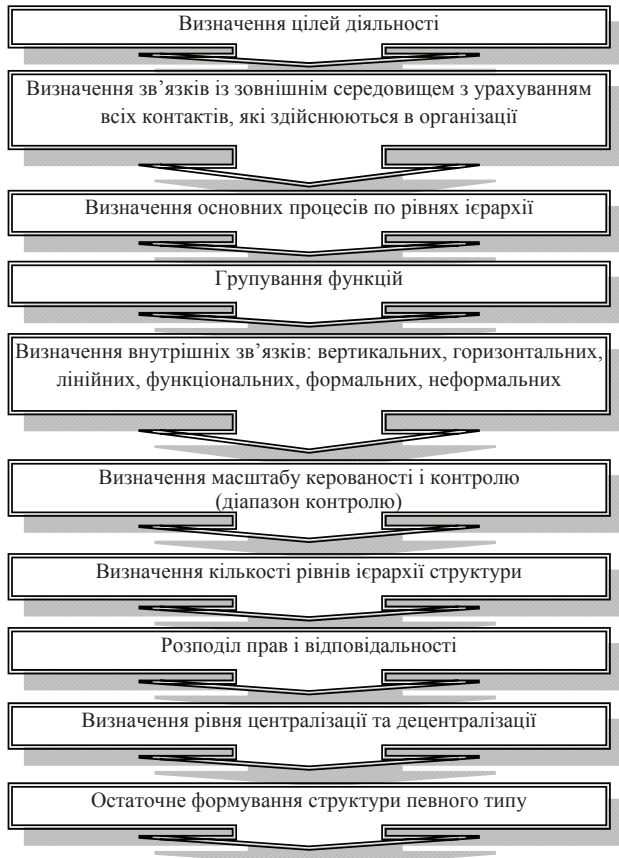 Визначення цілей діяльності
Визначення зв’язків із зовнішнім середовищем з урахуванням
всіх контактів, які здійснюються в організації
Визначення основних процесів по рівнях ієрархії
Групування функцій
Визначення внутрішніх зв’язків: вертикальних, горизонтальних,
лінійних, функціональних, формальних, неформальних
Визначення масштабу керованості і контролю
(діапазон контролю)
Визначення кількості рівнів ієрархії структури
Розподіл прав і відповідальності
Визначення рівня централізації та децентралізації
Остаточне формування структури певного типу